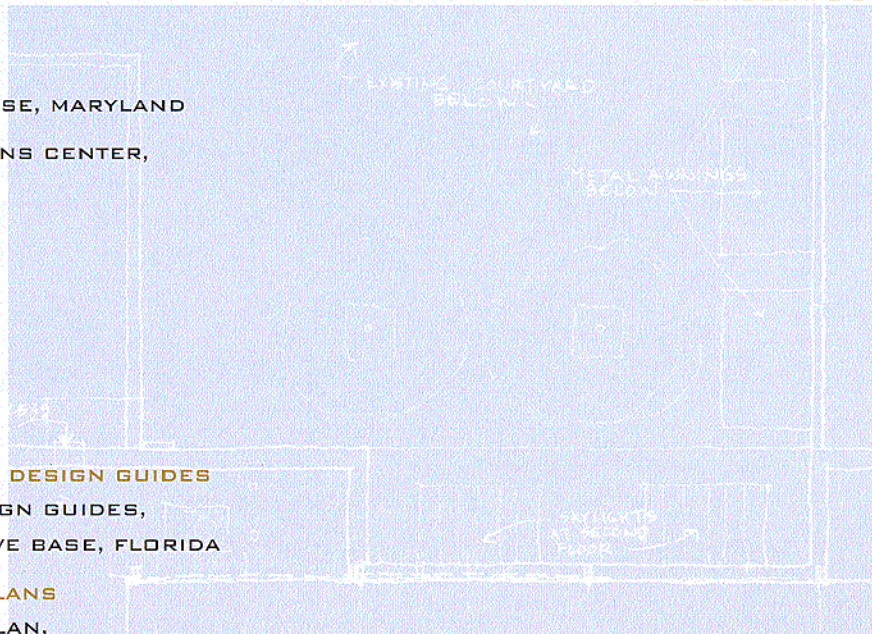 SE, MARYLAND
NS CENTER,
EXISTING COURTYARD
BELOW
METAL AWNINGS
BELOW
DESIGN GUIDES
GN GUIDES,
VE BASE, FLORIDA
SKYLIGHTS
AT SECOND
FLOOR
LANS
LAN,